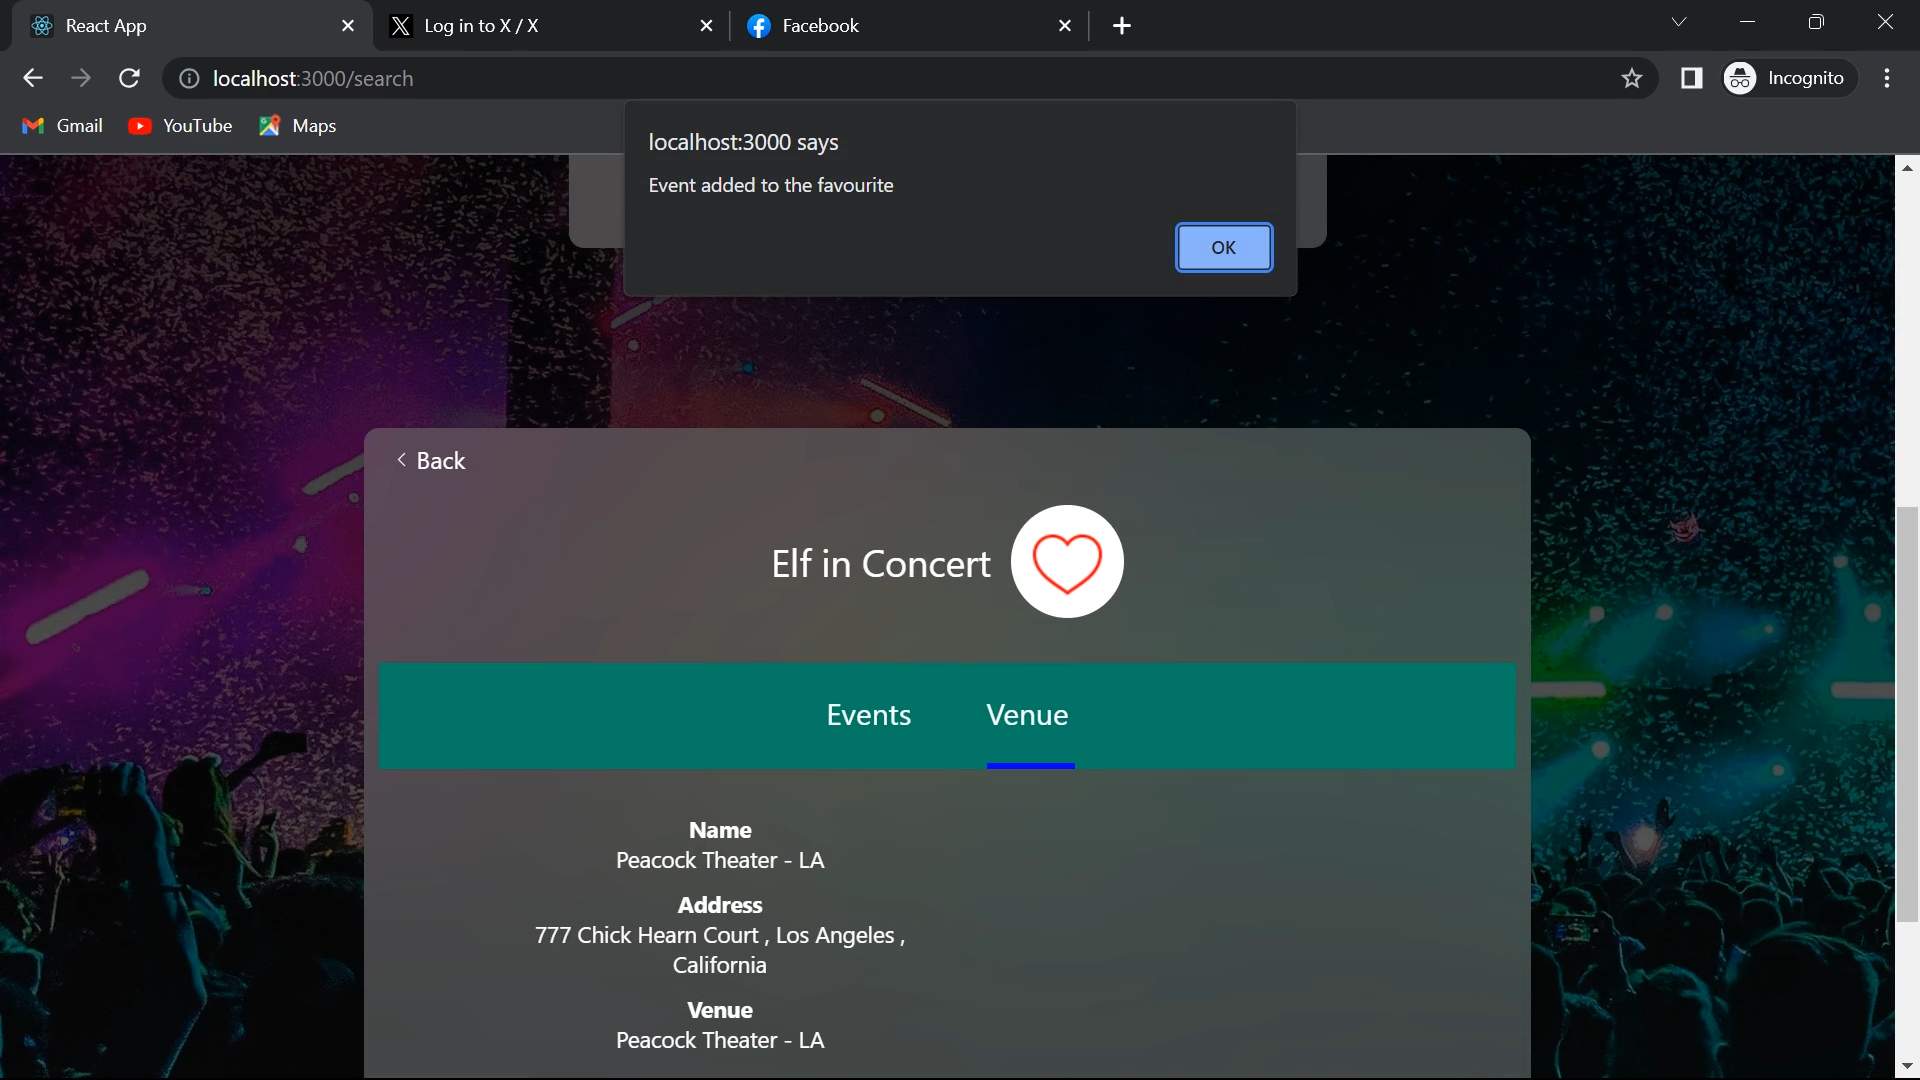 React App
Log in to X / X
Facebook
localhost:3000/search
Incognito
Gmail
YouTube
Maps
localhost:3000 says
Event added to the favourite
OK
Back
Elf in Concert
Events
Venue
Name
Peacock Theater - LA
Address
777 Chick Hearn Court , Los Angeles ,
California
Venue
Peacock Theater - LA